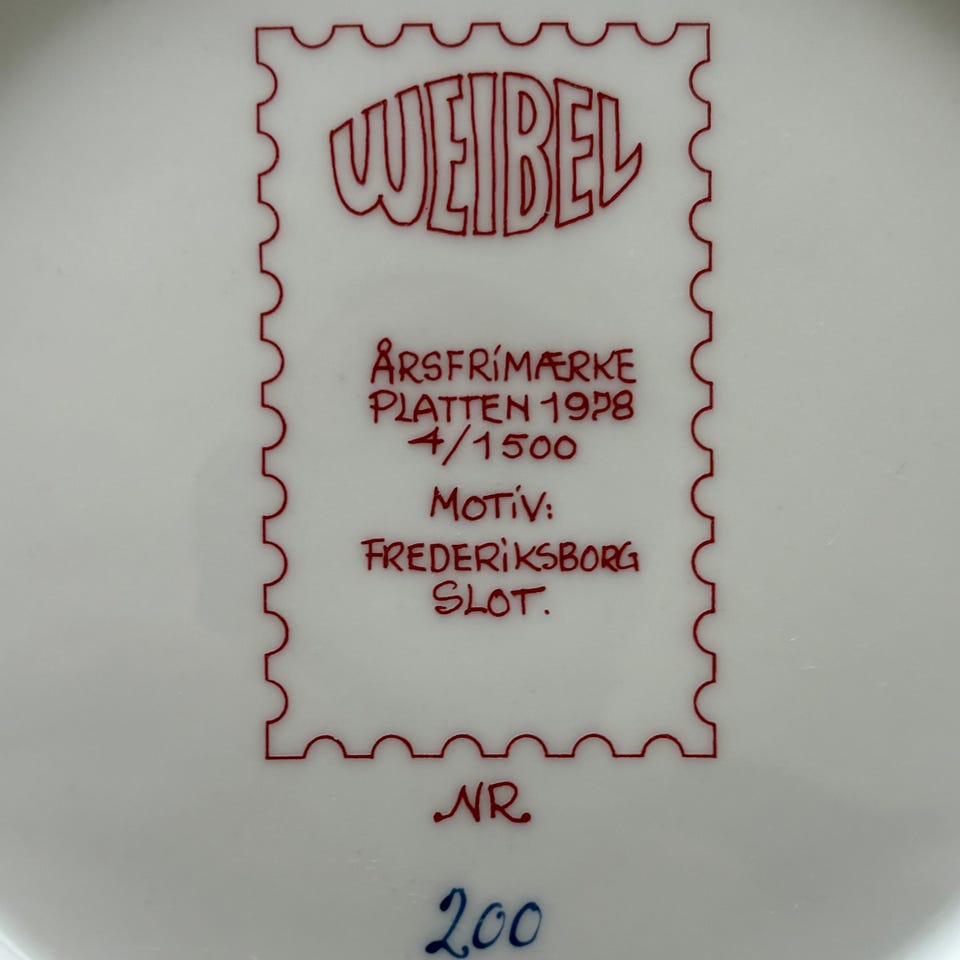 WEIBEL
ÅRSFRIMÆRKE
PLATTEN 1978
4/1500
MOTIV:
FREDERIKSBORG
SLOT.
NR
200